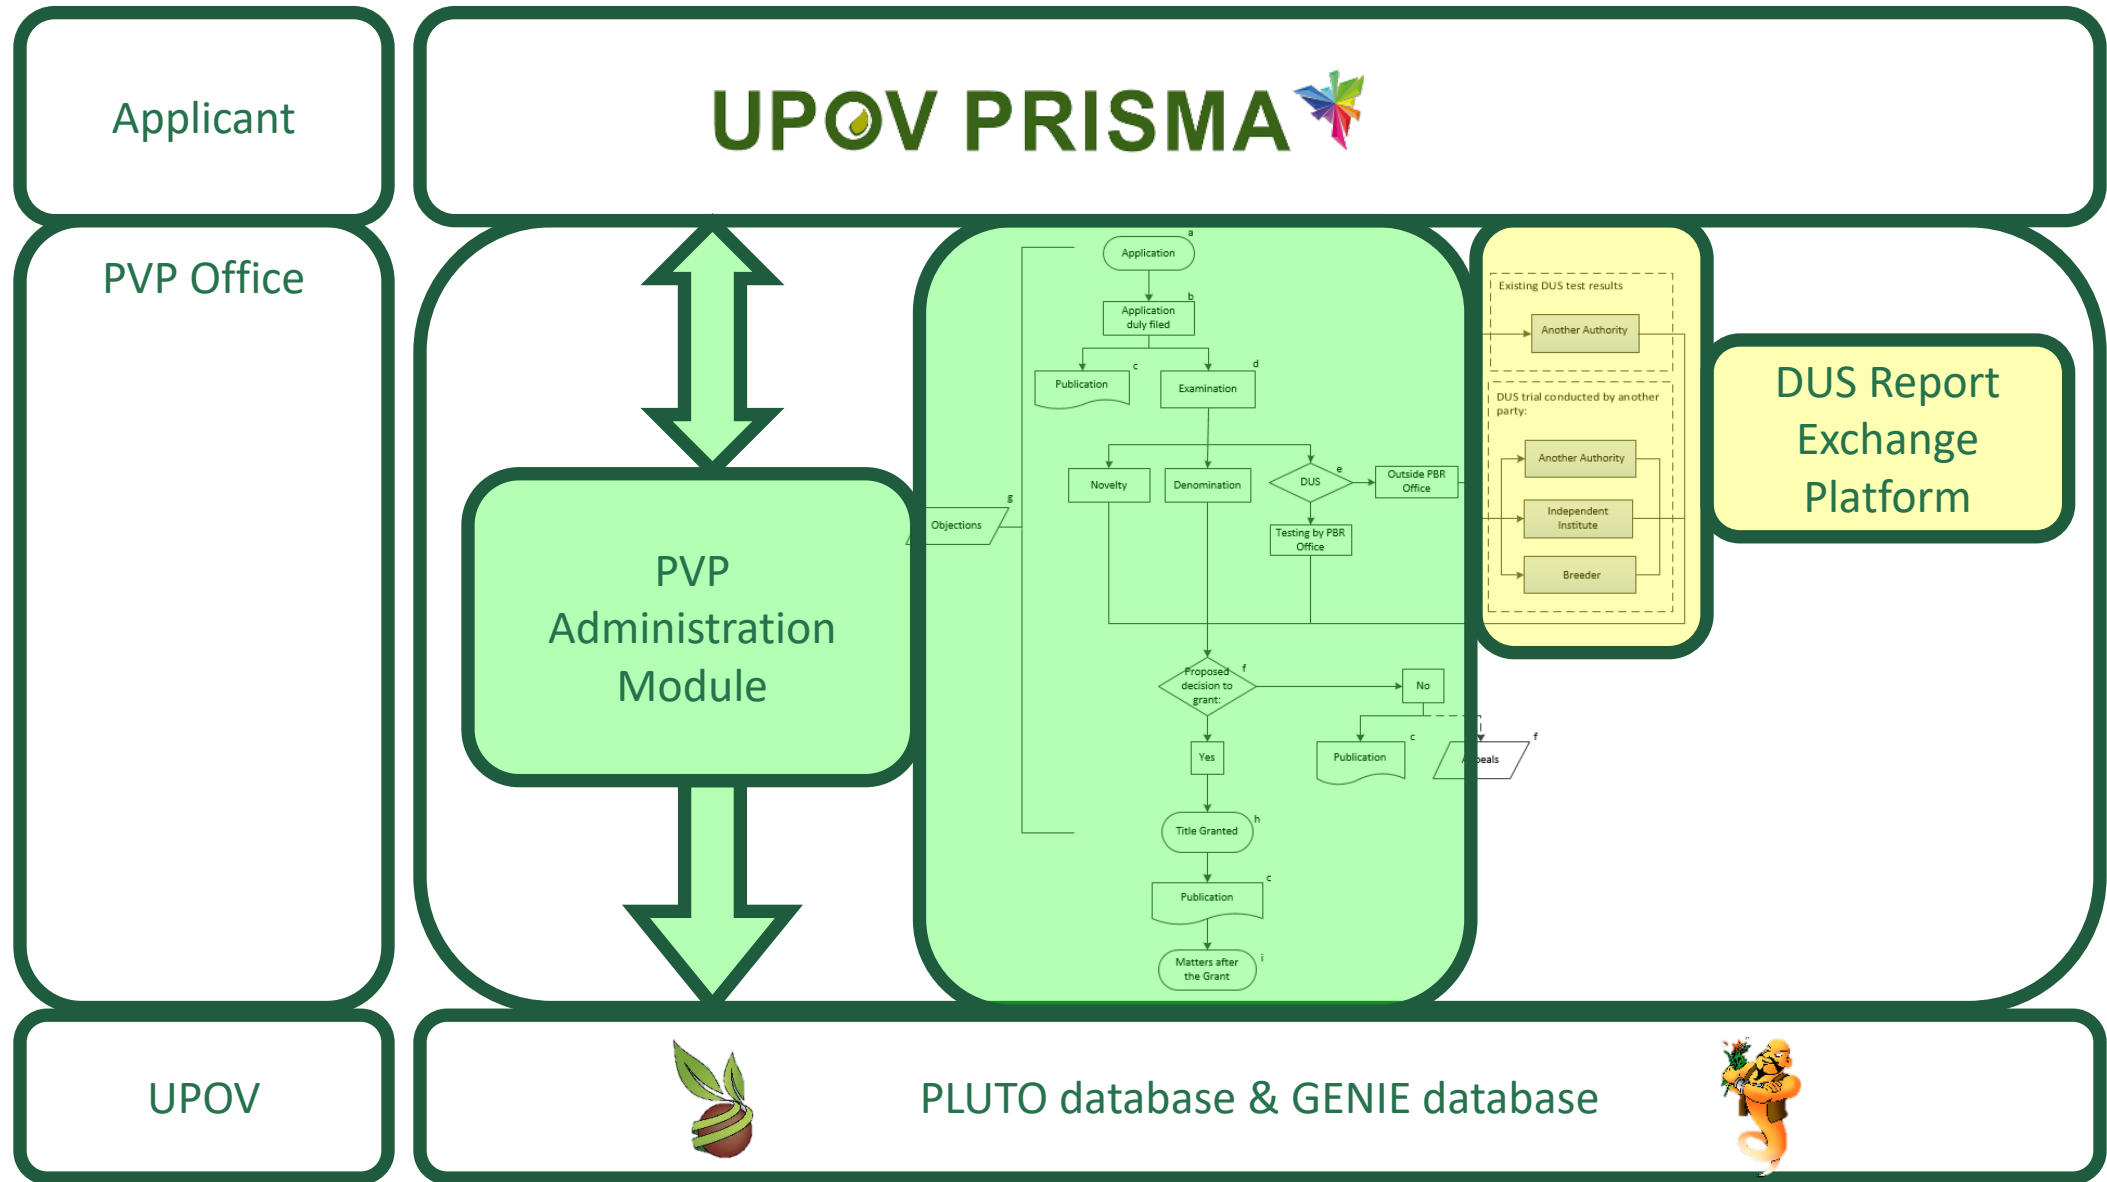 Applicant
UPOV PRISMA
PVP Office
a
Application
b
Application
duly filed
c
Publication
d
Examination
Novelty
Denomination
e
DUS
Outside PBR
Office
Testing by PBR
Office
g
Objections
Existing DUS test results
Another Authority
DUS trial conducted by another
party:
Another Authority
Independent
Institute
Breeder
DUS Report
Exchange
Platform
PVP
Administration
Module
f
Proposed
decision to
grant:
No
c
Publication
f
Appeals
Yes
h
Title Granted
c
Publication
i
Matters after
the Grant
UPOV
PLUTO database & GENIE database